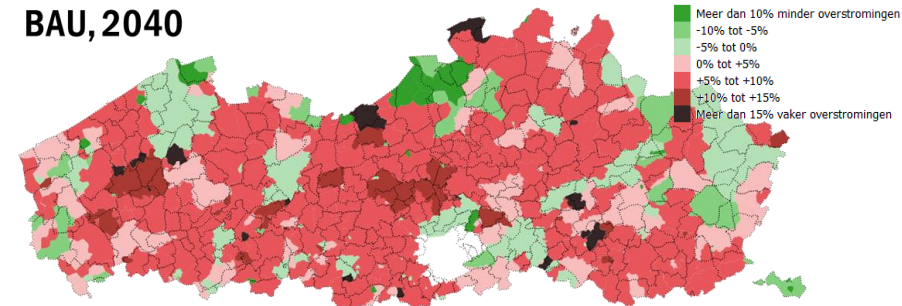 BAU, 2040
Meer dan 10% minder overstromingen
-10% tot -5%
-5% tot 0%
0% tot +5%
+5% tot +10%
+10% tot +15%
Meer dan 15% vaker overstromingen